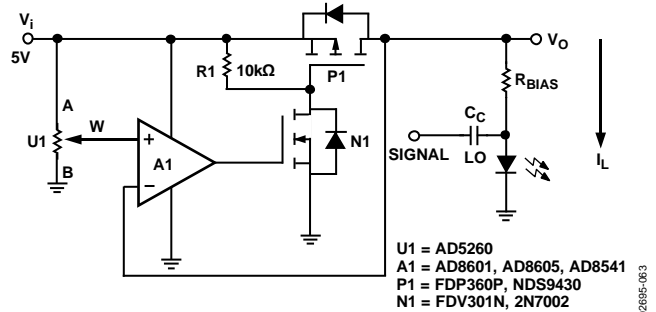 Vi
5V
R1
10kΩ
P1
VO
RBIAS
A
U1
W
B
+
A1
−
N1
CC
SIGNAL
LO
IL
U1 = AD5260
A1 = AD8601, AD8605, AD8541
P1 = FDP360P, NDS9430
N1 = FDV301N, 2N7002
02695-063